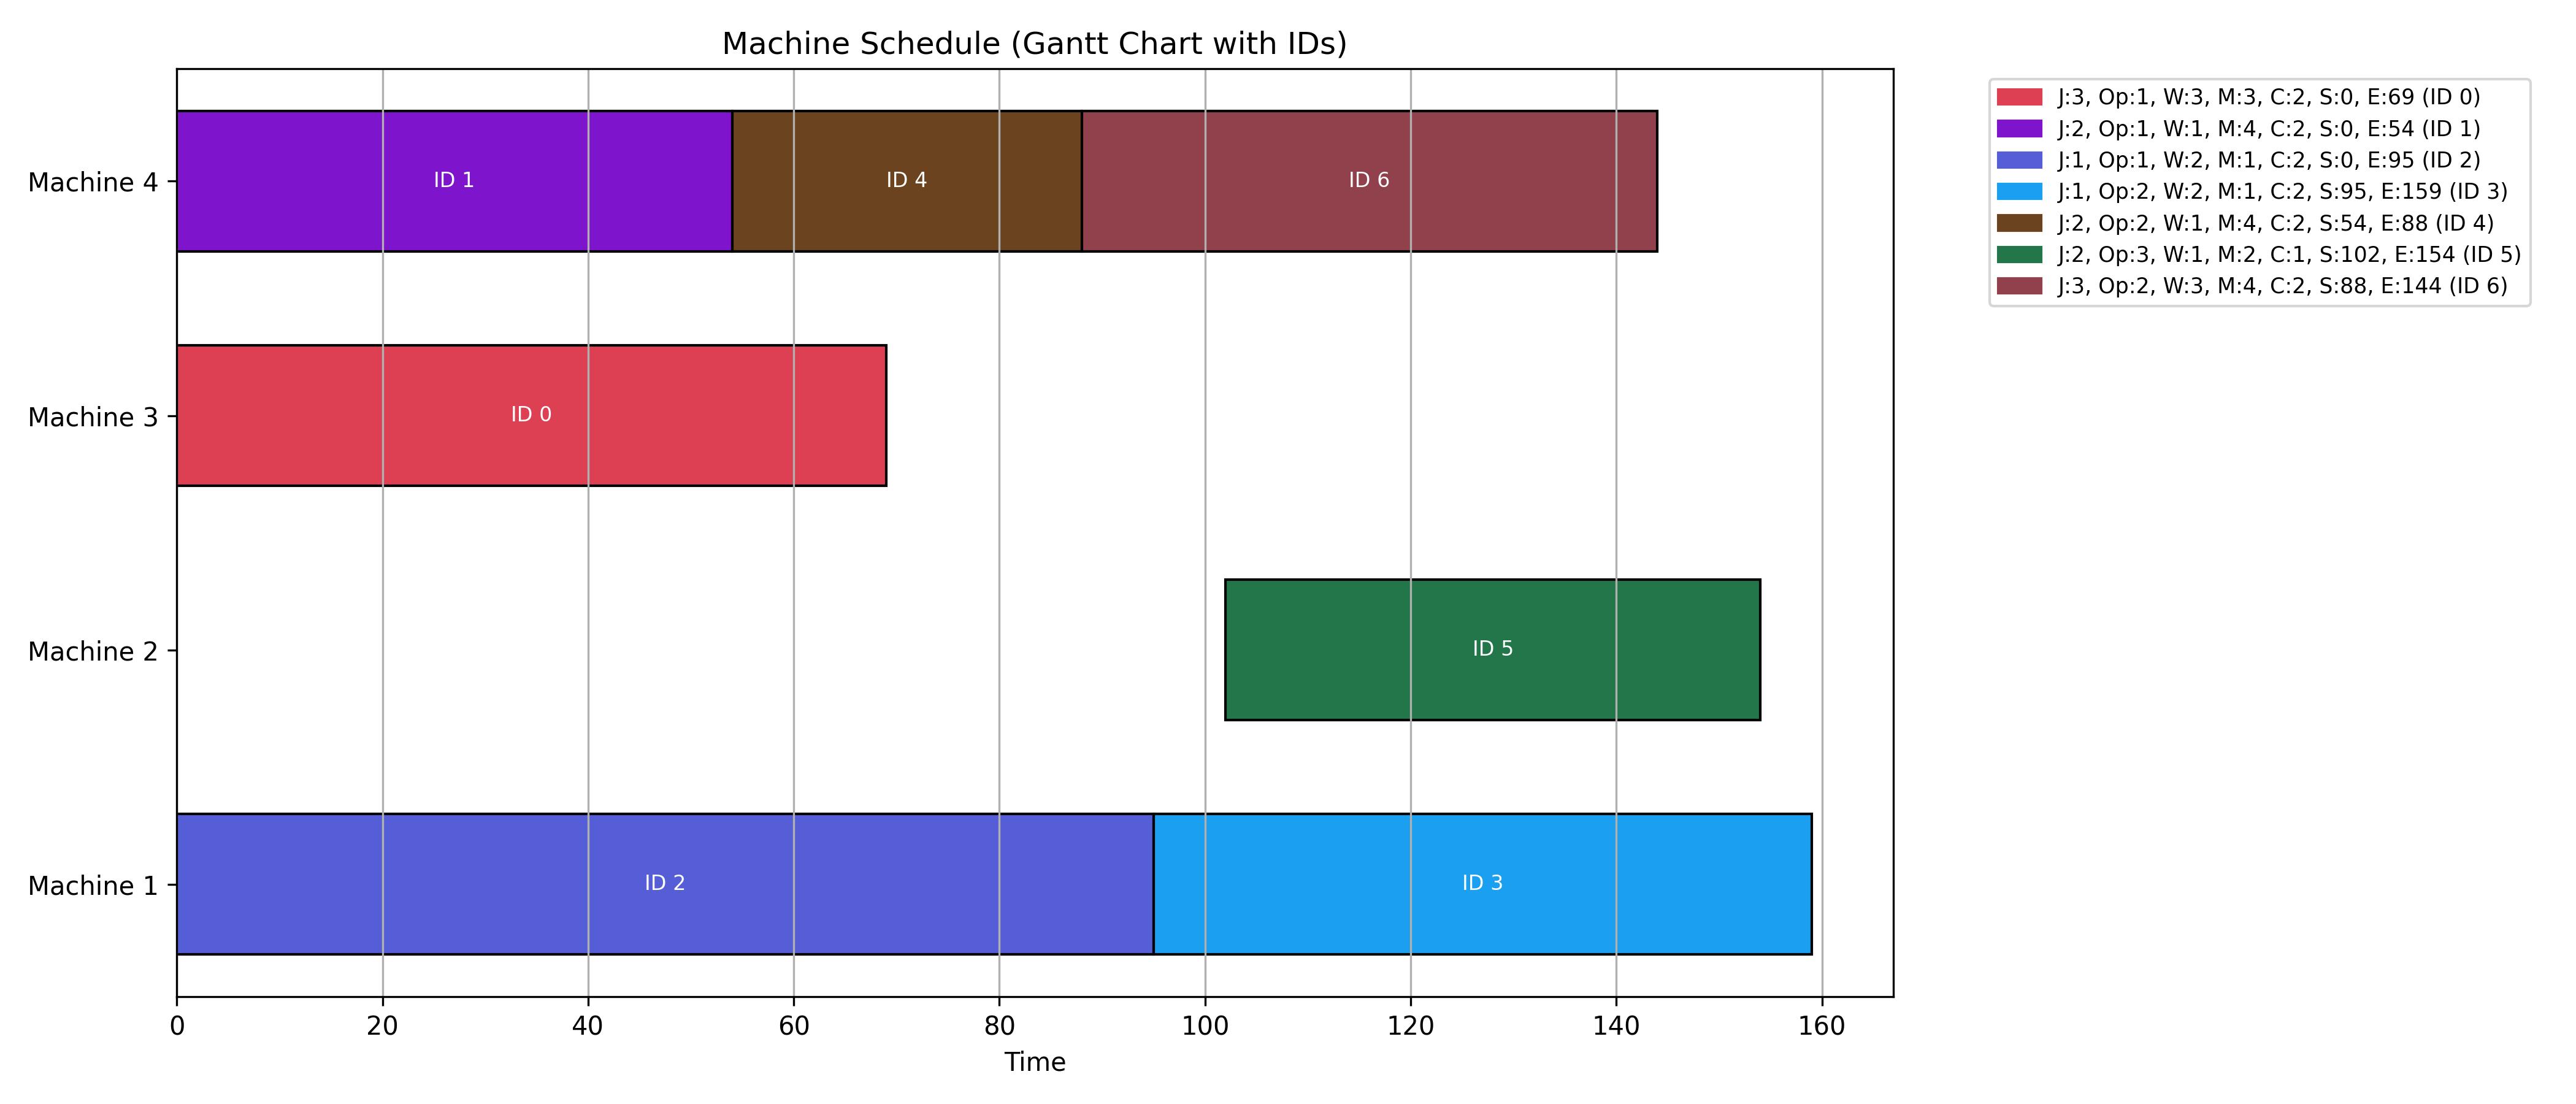 Machine Schedule (Gantt Chart with IDs)
J:3, Op:1, W:3, M:3, C:2, S:0, E:69 (ID 0)
J:2, Op:1, W:1, M:4, C:2, S:0, E:54 (ID 1)
J:1, Op:1, W:2, M:1, C:2, S:0, E:95 (ID 2)
J:1, Op:2, W:2, M:1, C:2, S:95, E:159 (ID 3)
J:2, Op:2, W:1, M:4, C:2, S:54, E:88 (ID 4)
J:2, Op:3, W:1, M:2, C:1, S:102, E:154 (ID 5)
J:3, Op:2, W:3, M:4, C:2, S:88, E:144 (ID 6)
Machine 4
ID 1
ID 4
ID 6
Machine 3
ID 0
Machine 2
ID 5
Machine 1
ID 2
ID 3
0 20 40 60 80 100 120 140 160
Time